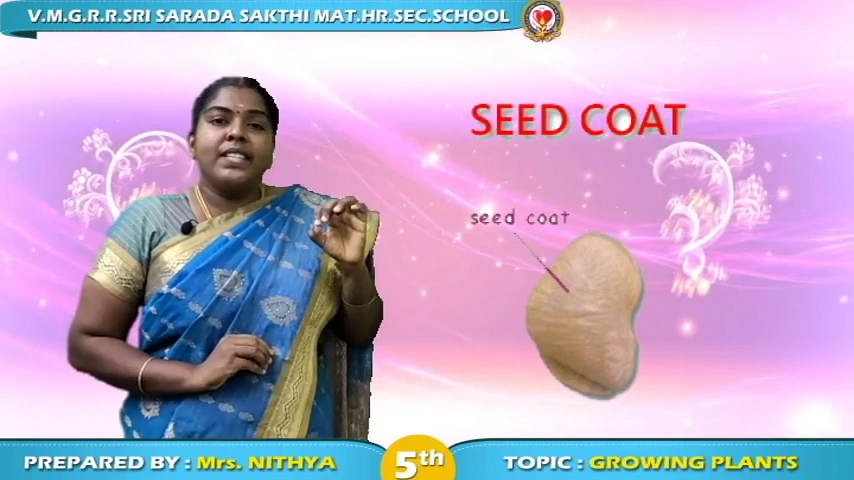 V.M.G.R.R.SRI SARADA SAKTHI MAT.HR.SEC.SCHOOL
SEED COAT
seed coat
PREPARED BY : Mrs. NITHYA
5th
TOPIC : GROWING PLANTS